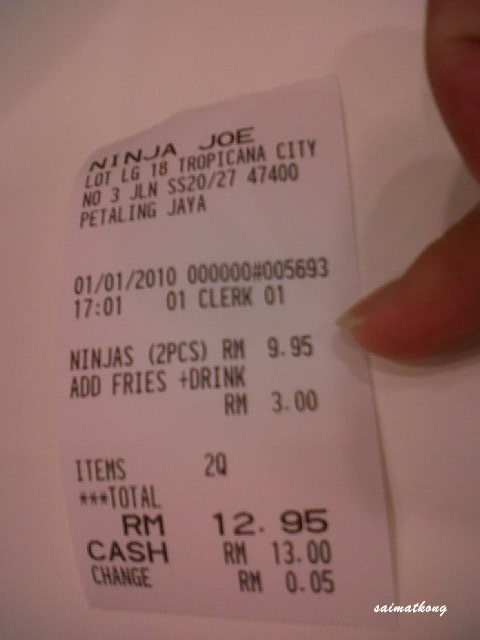 NINJA JOE
LOT LG 18 TROPICANA CITY
NO 3 JLN SS20/27 47400
PETALING JAYA
01/01/2010 000000#005693
17:01 01 CLERK 01
NINJAS (2PCS) RM 9.95
ADD FRIES +DRINK
RM 3.00
ITEMS 2Q
***TOTAL
RM 12.95
CASH RM 13.00
CHANGE RM 0.05
saimatkong